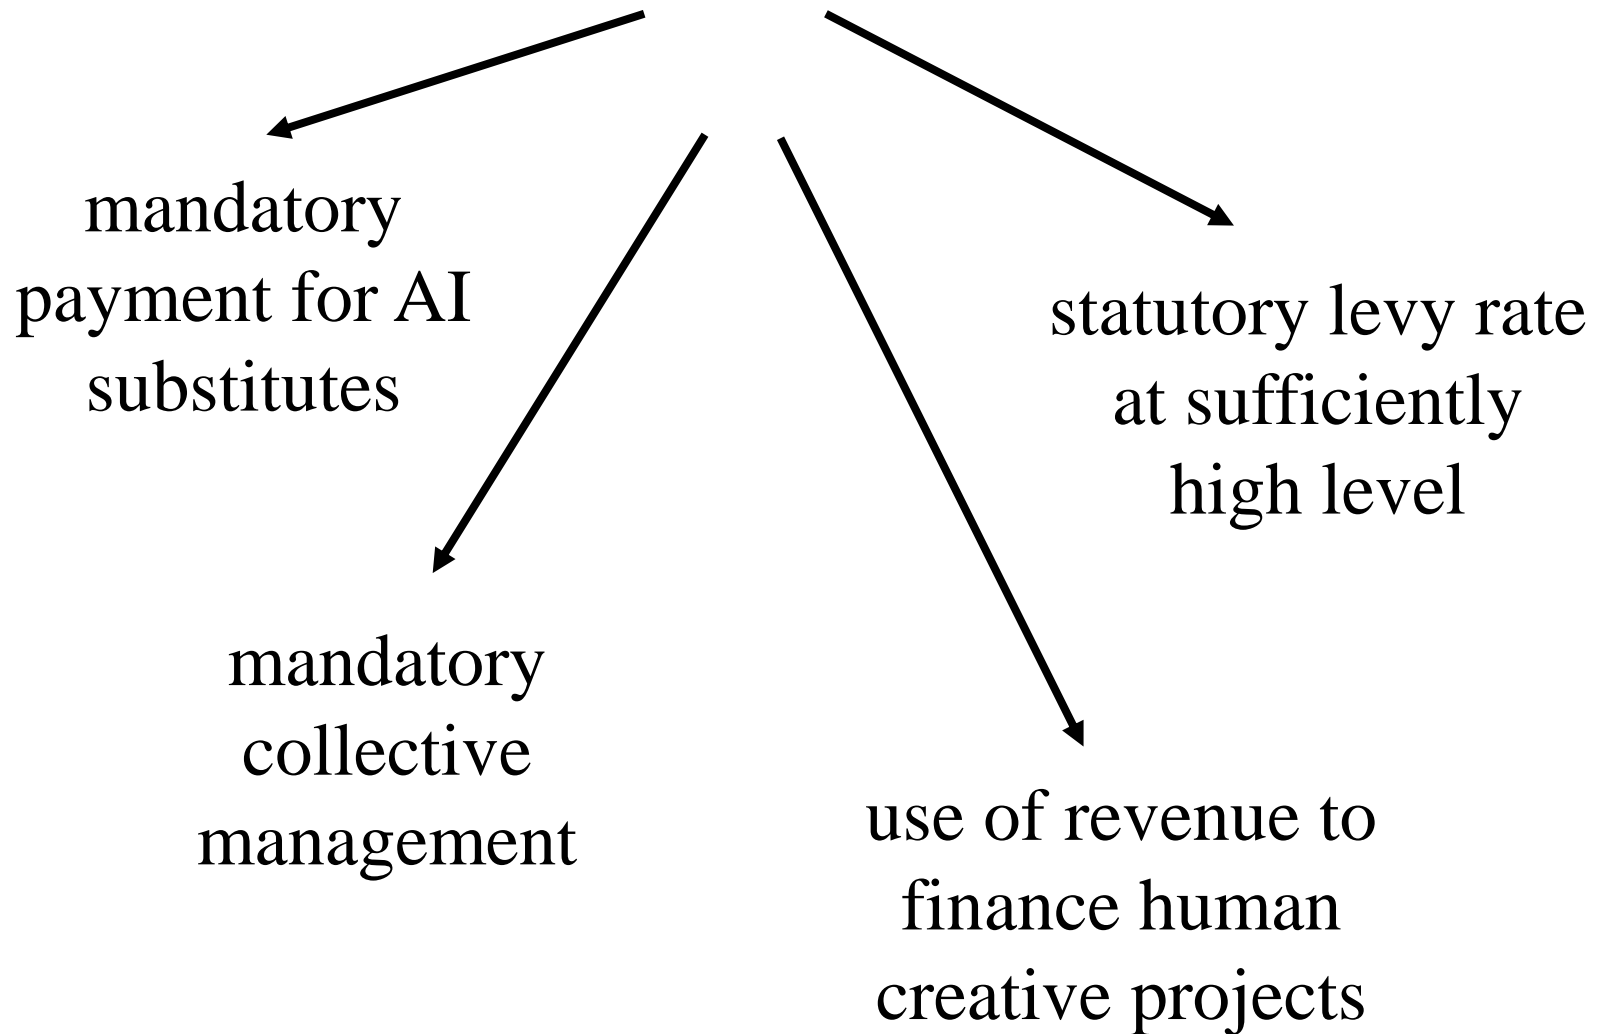 mandatory
payment for AI
substitutes
statutory levy rate
at sufficiently
high level
mandatory
collective
management
use of revenue to
finance human
creative projects